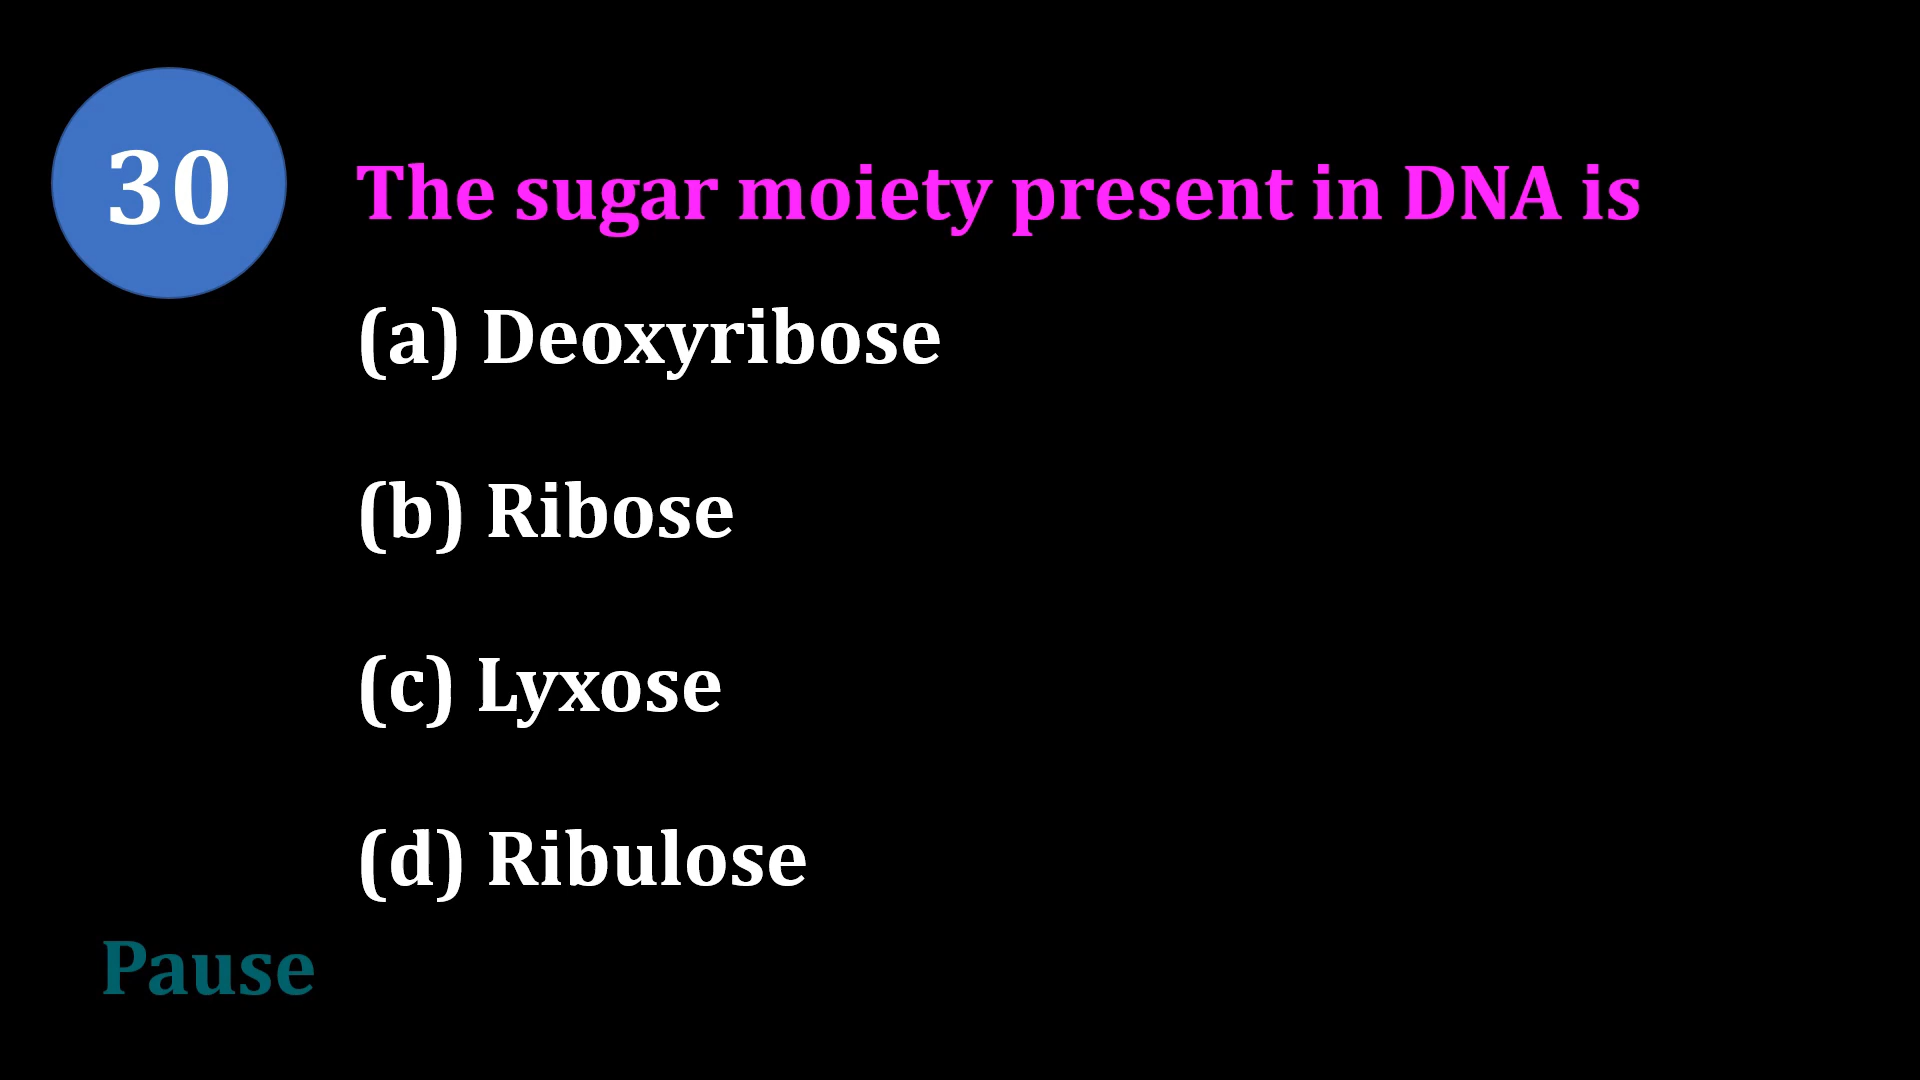 30
The sugar moiety present in DNA is
(a) Deoxyribose
(b) Ribose
(c) Lyxose
(d) Ribulose
Pause